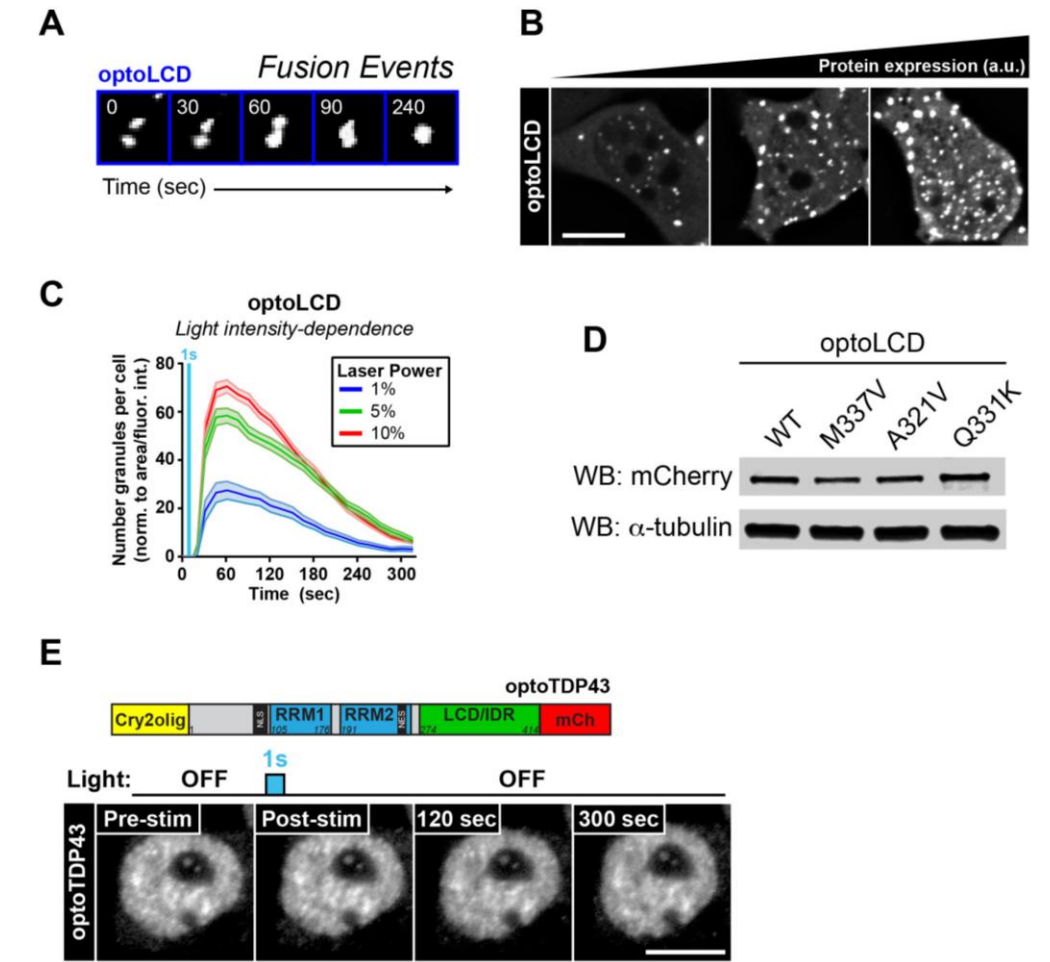 A
optoLCD
Fusion Events
0 30 60 90 240
Time (sec)
B
Protein expression (a.u.)
optoLCD
C
optoLCD
Light intensity-dependence
1s
Number granules per cell
(norm. to area/fluor. int.)
80
60
40
20
0
Laser Power
1%
5%
10%
0 60 120 180 240 300
Time (sec)
D
optoLCD
WT M337V A321V Q331K
WB: mCherry
WB: α-tubulin
E
optoTDP43
Cry2olig NLS RRM1 RRM2 NES LCD/IDR mCh
1 105 176 191 274 414
1s
Light: OFF OFF
optoTDP43
Pre-stim Post-stim 120 sec 300 sec